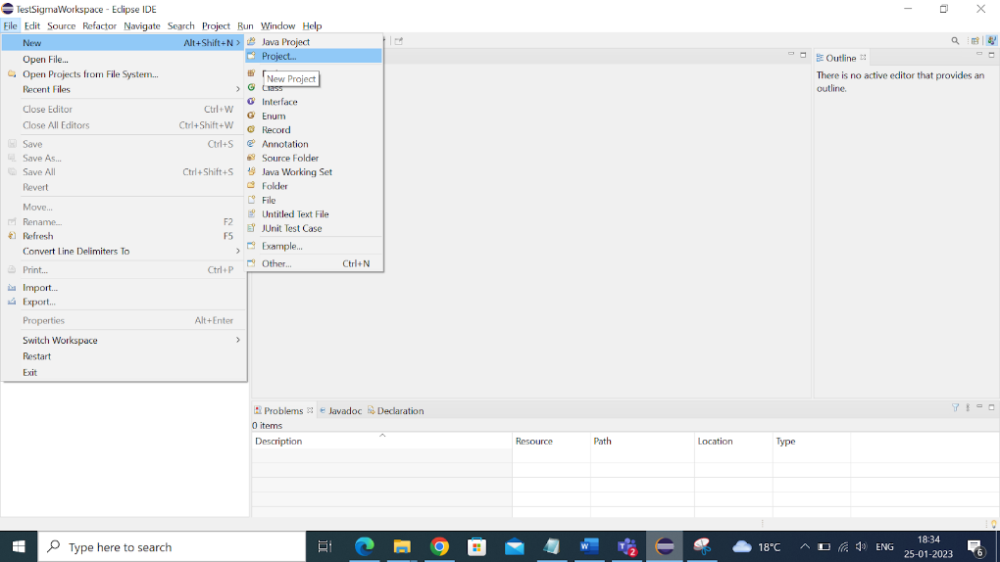 TestSigmaWorkspace - Eclipse IDE
File Edit Source Refactor Navigate Search Project Run Window Help
New Alt+Shift+N >
Open File...
Open Projects from File System...
Recent Files >
Close Editor Ctrl+W
Close All Editors Ctrl+Shift+W
Save Ctrl+S
Save As...
Save All Ctrl+Shift+S
Revert
Move...
Rename... F2
Refresh F5
Convert Line Delimiters To >
Print... Ctrl+P
Import...
Export...
Properties Alt+Enter
Switch Workspace >
Restart
Exit
Java Project
Project...
New Project
Class
Interface
Enum
Record
Annotation
Source Folder
Java Working Set
Folder
File
Untitled Text File
JUnit Test Case
Example...
Other... Ctrl+N
Outline
There is no active editor that provides an
outline.
Problems Javadoc Declaration
0 items
Description Resource Path Location Type
Type here to search
2
18°C
ENG
18:34
25-01-2023
6